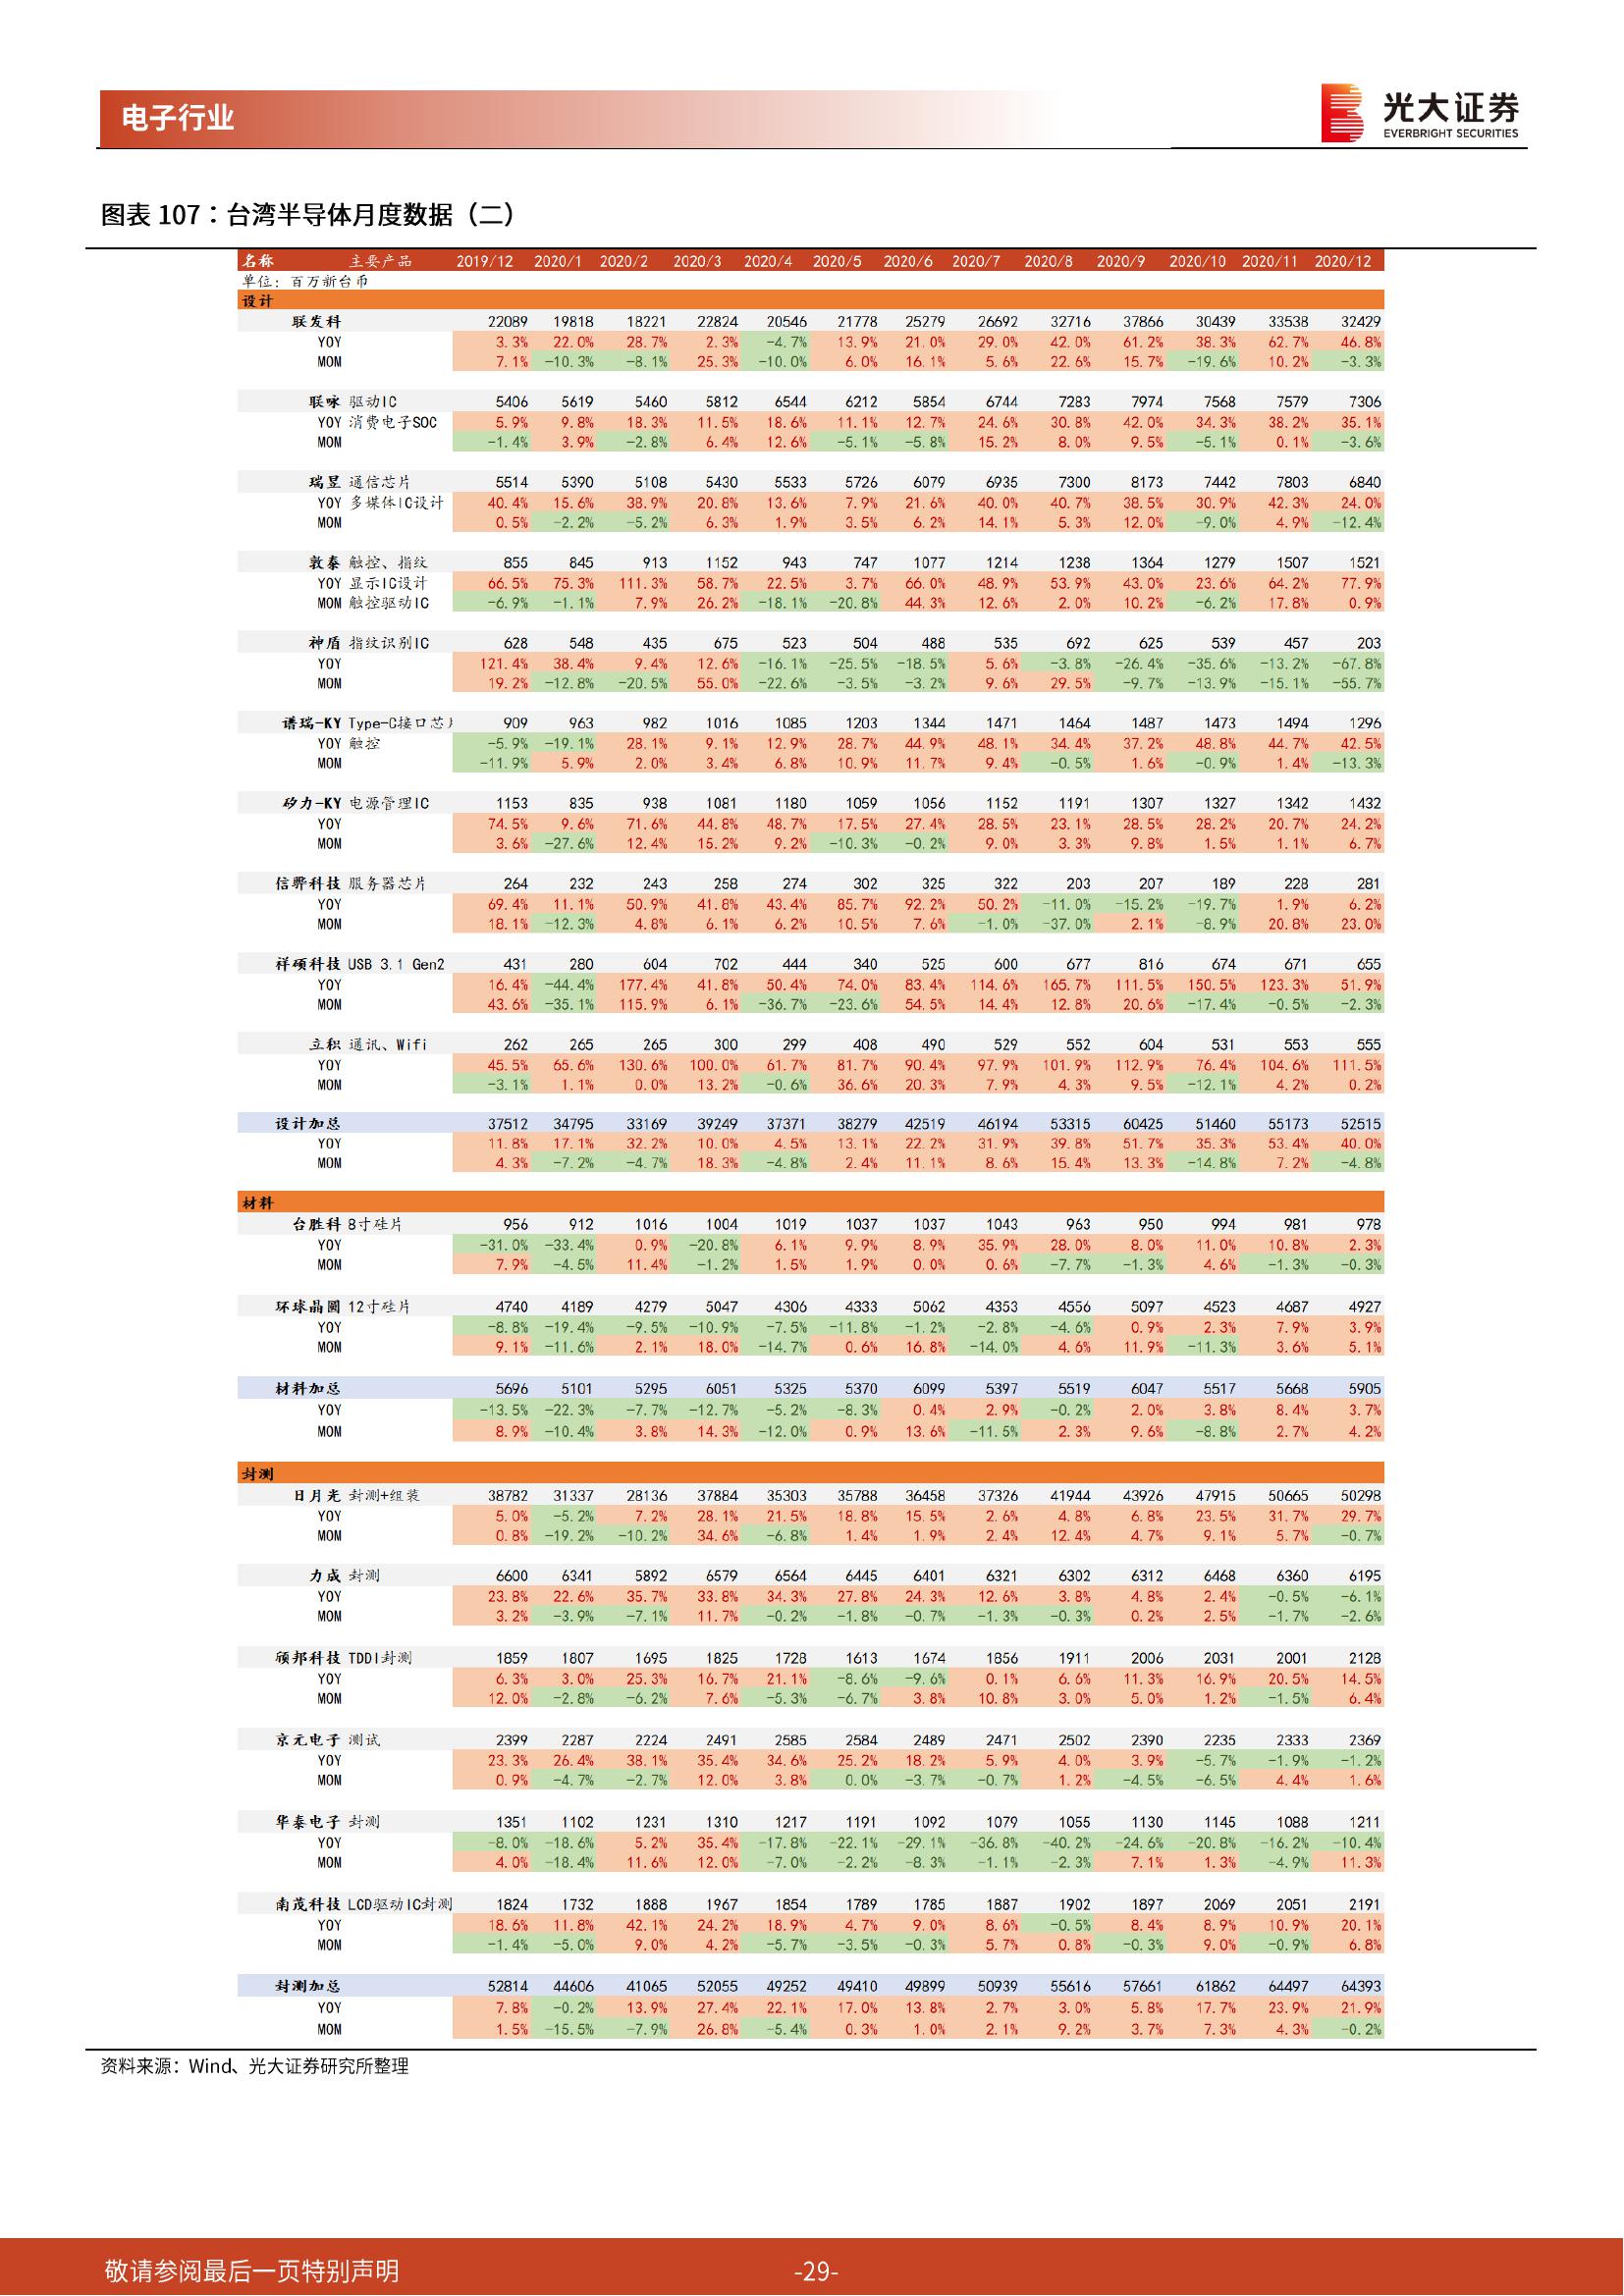 电子行业
光大证券
EVERBRIGHT SECURITIES
图表 107：台湾半导体月度数据（二）
名称 主要产品 2019/12 2020/1 2020/2 2020/3 2020/4 2020/5 2020/6 2020/7 2020/8 2020/9 2020/10 2020/11 2020/12
单位：百万新台币
设计
联发科 22089 19818 18221 22824 20546 21778 25279 26692 32716 37866 30439 33538 32429
YOY 3.3% 22.0% 28.7% 2.3% -4.7% 13.9% 21.0% 29.0% 42.0% 61.2% 38.3% 62.7% 46.8%
MOM 7.1% -10.3% -8.1% 25.3% -10.0% 6.0% 16.1% 5.6% 22.6% 15.7% -19.6% 10.2% -3.3%
联咏 驱动IC 5406 5619 5460 5812 6544 6212 5854 6744 7283 7974 7568 7579 7306
YOY 消费电子SOC 5.9% 9.8% 18.3% 11.5% 18.6% 11.1% 12.7% 24.6% 30.8% 42.0% 34.3% 38.2% 35.1%
MOM -1.4% 3.9% -2.8% 6.4% 12.6% -5.1% -5.8% 15.2% 8.0% 9.5% -5.1% 0.1% -3.6%
瑞昱 通信芯片 5514 5390 5108 5430 5533 5726 6079 6935 7300 8173 7442 7803 6840
YOY 多媒体IC设计 40.4% 15.6% 38.9% 20.8% 13.6% 7.9% 21.6% 40.0% 40.7% 38.5% 30.9% 42.3% 24.0%
MOM 0.5% -2.2% -5.2% 6.3% 1.9% 3.5% 6.2% 14.1% 5.3% 12.0% -9.0% 4.9% -12.4%
敦泰 触控、指纹 855 845 913 1152 943 747 1077 1214 1238 1364 1279 1507 1521
YOY 显示IC设计 66.5% 75.3% 111.3% 58.7% 22.5% 3.7% 66.0% 48.9% 53.9% 43.0% 23.6% 64.2% 77.9%
MOM 触控驱动IC -6.9% -1.1% 7.9% 26.2% -18.1% -20.8% 44.3% 12.6% 2.0% 10.2% -6.2% 17.8% 0.9%
神盾 指纹识别IC 628 548 435 675 523 504 488 535 692 625 539 457 203
YOY 121.4% 38.4% 9.4% 12.6% -16.1% -25.5% -18.5% 5.6% -3.8% -26.4% -35.6% -13.2% -67.8%
MOM 19.2% -12.8% -20.5% 55.0% -22.6% -3.5% -3.2% 9.6% 29.5% -9.7% -13.9% -15.1% -55.7%
谱瑞-KY Type-C接口芯片 909 963 982 1016 1085 1203 1344 1471 1464 1487 1473 1494 1296
YOY 触控 -5.9% -19.1% 28.1% 9.1% 12.9% 28.7% 44.9% 48.1% 34.4% 37.2% 48.8% 44.7% 42.5%
MOM -11.9% 5.9% 2.0% 3.4% 6.8% 10.9% 11.7% 9.4% -0.5% 1.6% -0.9% 1.4% -13.3%
矽力-KY 电源管理IC 1153 835 938 1081 1180 1059 1056 1152 1191 1307 1327 1342 1432
YOY 74.5% 9.6% 71.6% 44.8% 48.7% 17.5% 27.4% 28.5% 23.1% 28.5% 28.2% 20.7% 24.2%
MOM 3.6% -27.6% 12.4% 15.2% 9.2% -10.3% -0.2% 9.0% 3.3% 9.8% 1.5% 1.1% 6.7%
信骅科技 服务器芯片 264 232 243 258 274 302 325 322 203 207 189 228 281
YOY 69.4% 11.1% 50.9% 41.8% 43.4% 85.7% 92.2% 50.2% -11.0% -15.2% -19.7% 1.9% 6.2%
MOM 18.1% -12.3% 4.8% 6.1% 6.2% 10.5% 7.6% -1.0% -37.0% 2.1% -8.9% 20.8% 23.0%
祥硕科技 USB 3.1 Gen2 431 280 604 702 444 340 525 600 677 816 674 671 655
YOY 16.4% -44.4% 177.4% 41.8% 50.4% 74.0% 83.4% 114.6% 165.7% 111.5% 150.5% 123.3% 51.9%
MOM 43.6% -35.1% 115.9% 6.1% -36.7% -23.6% 54.5% 14.4% 12.8% 20.6% -17.4% -0.5% -2.3%
立积 通讯、Wifi 262 265 265 300 299 408 490 529 552 604 531 553 555
YOY 45.5% 65.6% 130.6% 100.0% 61.7% 81.7% 90.4% 97.9% 101.9% 112.9% 76.4% 104.6% 111.5%
MOM -3.1% 1.1% 0.0% 13.2% -0.6% 36.6% 20.3% 7.9% 4.3% 9.5% -12.1% 4.2% 0.2%
设计加总 37512 34795 33169 39249 37371 38279 42519 46194 53315 60425 51460 55173 52515
YOY 11.8% 17.1% 32.2% 10.0% 4.5% 13.1% 22.2% 31.9% 39.8% 51.7% 35.3% 53.4% 40.0%
MOM 4.3% -7.2% -4.7% 18.3% -4.8% 2.4% 11.1% 8.6% 15.4% 13.3% -14.8% 7.2% -4.8%
材料
台胜科 8寸硅片 956 912 1016 1004 1019 1037 1037 1043 963 950 994 981 978
YOY -31.0% -33.4% 0.9% -20.8% 6.1% 9.9% 8.9% 35.9% 28.0% 8.0% 11.0% 10.8% 2.3%
MOM 7.9% -4.5% 11.4% -1.2% 1.5% 1.9% 0.0% 0.6% -7.7% -1.3% 4.6% -1.3% -0.3%
环球晶圆 12寸硅片 4740 4189 4279 5047 4306 4333 5062 4353 4556 5097 4523 4687 4927
YOY -8.8% -19.4% -9.5% -10.9% -7.5% -11.8% -1.2% -2.8% -4.6% 0.9% 2.3% 7.9% 3.9%
MOM 9.1% -11.6% 2.1% 18.0% -14.7% 0.6% 16.8% -14.0% 4.6% 11.9% -11.3% 3.6% 5.1%
材料加总 5696 5101 5295 6051 5325 5370 6099 5397 5519 6047 5517 5668 5905
YOY -13.5% -22.3% -7.7% -12.7% -5.2% -8.3% 0.4% 2.9% -0.2% 2.0% 3.8% 8.4% 3.7%
MOM 8.9% -10.4% 3.8% 14.3% -12.0% 0.9% 13.6% -11.5% 2.3% 9.6% -8.8% 2.7% 4.2%
封测
日月光 封测+组装 38782 31337 28136 37884 35303 35788 36458 37326 41944 43926 47915 50665 50298
YOY 5.0% -5.2% 7.2% 28.1% 21.5% 18.8% 15.5% 2.6% 4.8% 6.8% 23.5% 31.7% 29.7%
MOM 0.8% -19.2% -10.2% 34.6% -6.8% 1.4% 1.9% 2.4% 12.4% 4.7% 9.1% 5.7% -0.7%
力成 封测 6600 6341 5892 6579 6564 6445 6401 6321 6302 6312 6468 6360 6195
YOY 23.8% 22.6% 35.7% 33.8% 34.3% 27.8% 24.3% 12.6% 3.8% 4.8% 2.4% -0.5% -6.1%
MOM 3.2% -3.9% -7.1% 11.7% -0.2% -1.8% -0.7% -1.3% -0.3% 0.2% 2.5% -1.7% -2.6%
颀邦科技 TDDI封测 1859 1807 1695 1825 1728 1613 1674 1856 1911 2006 2031 2001 2128
YOY 6.3% 3.0% 25.3% 16.7% 21.1% -8.6% -9.6% 0.1% 6.6% 11.3% 16.9% 20.5% 14.5%
MOM 12.0% -2.8% -6.2% 7.6% -5.3% -6.7% 3.8% 10.8% 3.0% 5.0% 1.2% -1.5% 6.4%
京元电子 测试 2399 2287 2224 2491 2585 2584 2489 2471 2502 2390 2235 2333 2369
YOY 23.3% 26.4% 38.1% 35.4% 34.6% 25.2% 18.2% 5.9% 4.0% 3.9% -5.7% -1.9% -1.2%
MOM 0.9% -4.7% -2.7% 12.0% 3.8% 0.0% -3.7% -0.7% 1.2% -4.5% -6.5% 4.4% 1.6%
华泰电子 封测 1351 1102 1231 1310 1217 1191 1092 1079 1055 1130 1145 1088 1211
YOY -8.0% -18.6% 5.2% 35.4% -17.8% -22.1% -29.1% -36.8% -40.2% -24.6% -20.8% -16.2% -10.4%
MOM 4.0% -18.4% 11.6% 12.0% -7.0% -2.2% -8.3% -1.1% -2.3% 7.1% 1.3% -4.9% 11.3%
南茂科技 LCD驱动IC封测 1824 1732 1888 1967 1854 1789 1785 1887 1902 1897 2069 2051 2191
YOY 18.6% 11.8% 42.1% 24.2% 18.9% 4.7% 9.0% 8.6% -0.5% 8.4% 8.9% 10.9% 20.1%
MOM -1.4% -5.0% 9.0% 4.2% -5.7% -3.5% -0.3% 5.7% 0.8% -0.3% 9.0% -0.9% 6.8%
封测加总 52814 44606 41065 52055 49252 49410 49899 50939 55616 57661 61862 64497 64393
YOY 7.8% -0.2% 13.9% 27.4% 22.1% 17.0% 13.8% 2.7% 3.0% 5.8% 17.7% 23.9% 21.9%
MOM 1.5% -15.5% -7.9% 26.8% -5.4% 0.3% 1.0% 2.1% 9.2% 3.7% 7.3% 4.3% -0.2%
资料来源：Wind、光大证券研究所整理
敬请参阅最后一页特别声明
-29-